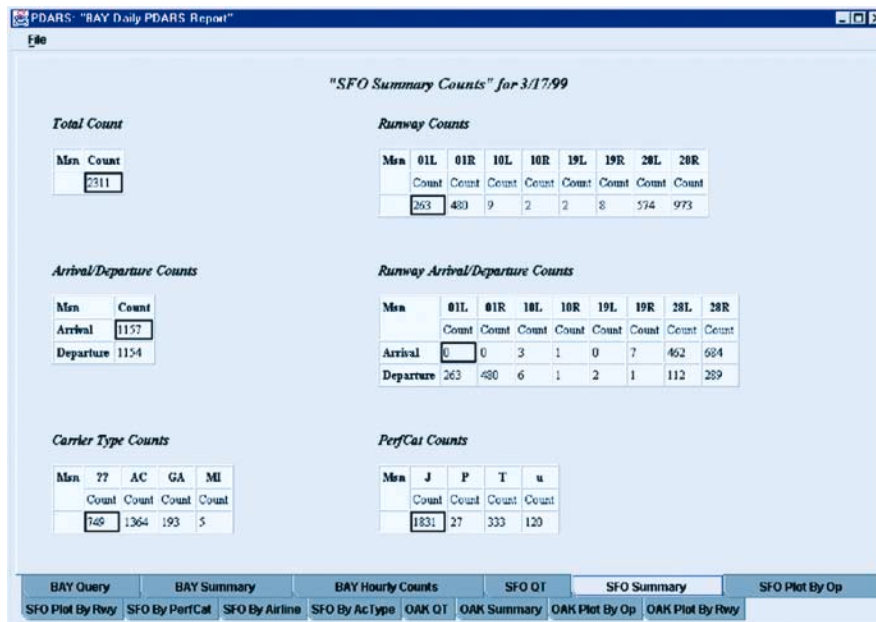 PDARS: "BAY Daily PDARS Report"
File
"SFO Summary Counts" for 3/17/99
Total Count
Msn Count
2311
Runway Counts
Msn 01L 01R 10L 10R 19L 19R 28L 28R
Count Count Count Count Count Count Count Count
263 480 9 2 2 8 574 973
Arrival/Departure Counts
Msn Count
Arrival 1157
Departure 1154
Runway Arrival/Departure Counts
Msn 01L 01R 10L 10R 19L 19R 28L 28R
Count Count Count Count Count Count Count Count
Arrival 0 0 3 1 0 7 462 684
Departure 263 480 6 1 2 1 112 289
Carrier Type Counts
Msn ?? AC GA MI
Count Count Count Count
749 1364 193 5
PerfCat Counts
Msn J P T u
Count Count Count Count
1831 27 333 120
BAY Query BAY Summary BAY Hourly Counts SFO QT SFO Summary SFO Plot By Op
SFO Plot By Rwy SFO By PerfCat SFO By Airline SFO By AcType OAK QT OAK Summary OAK Plot By Op OAK Plot By Rwy